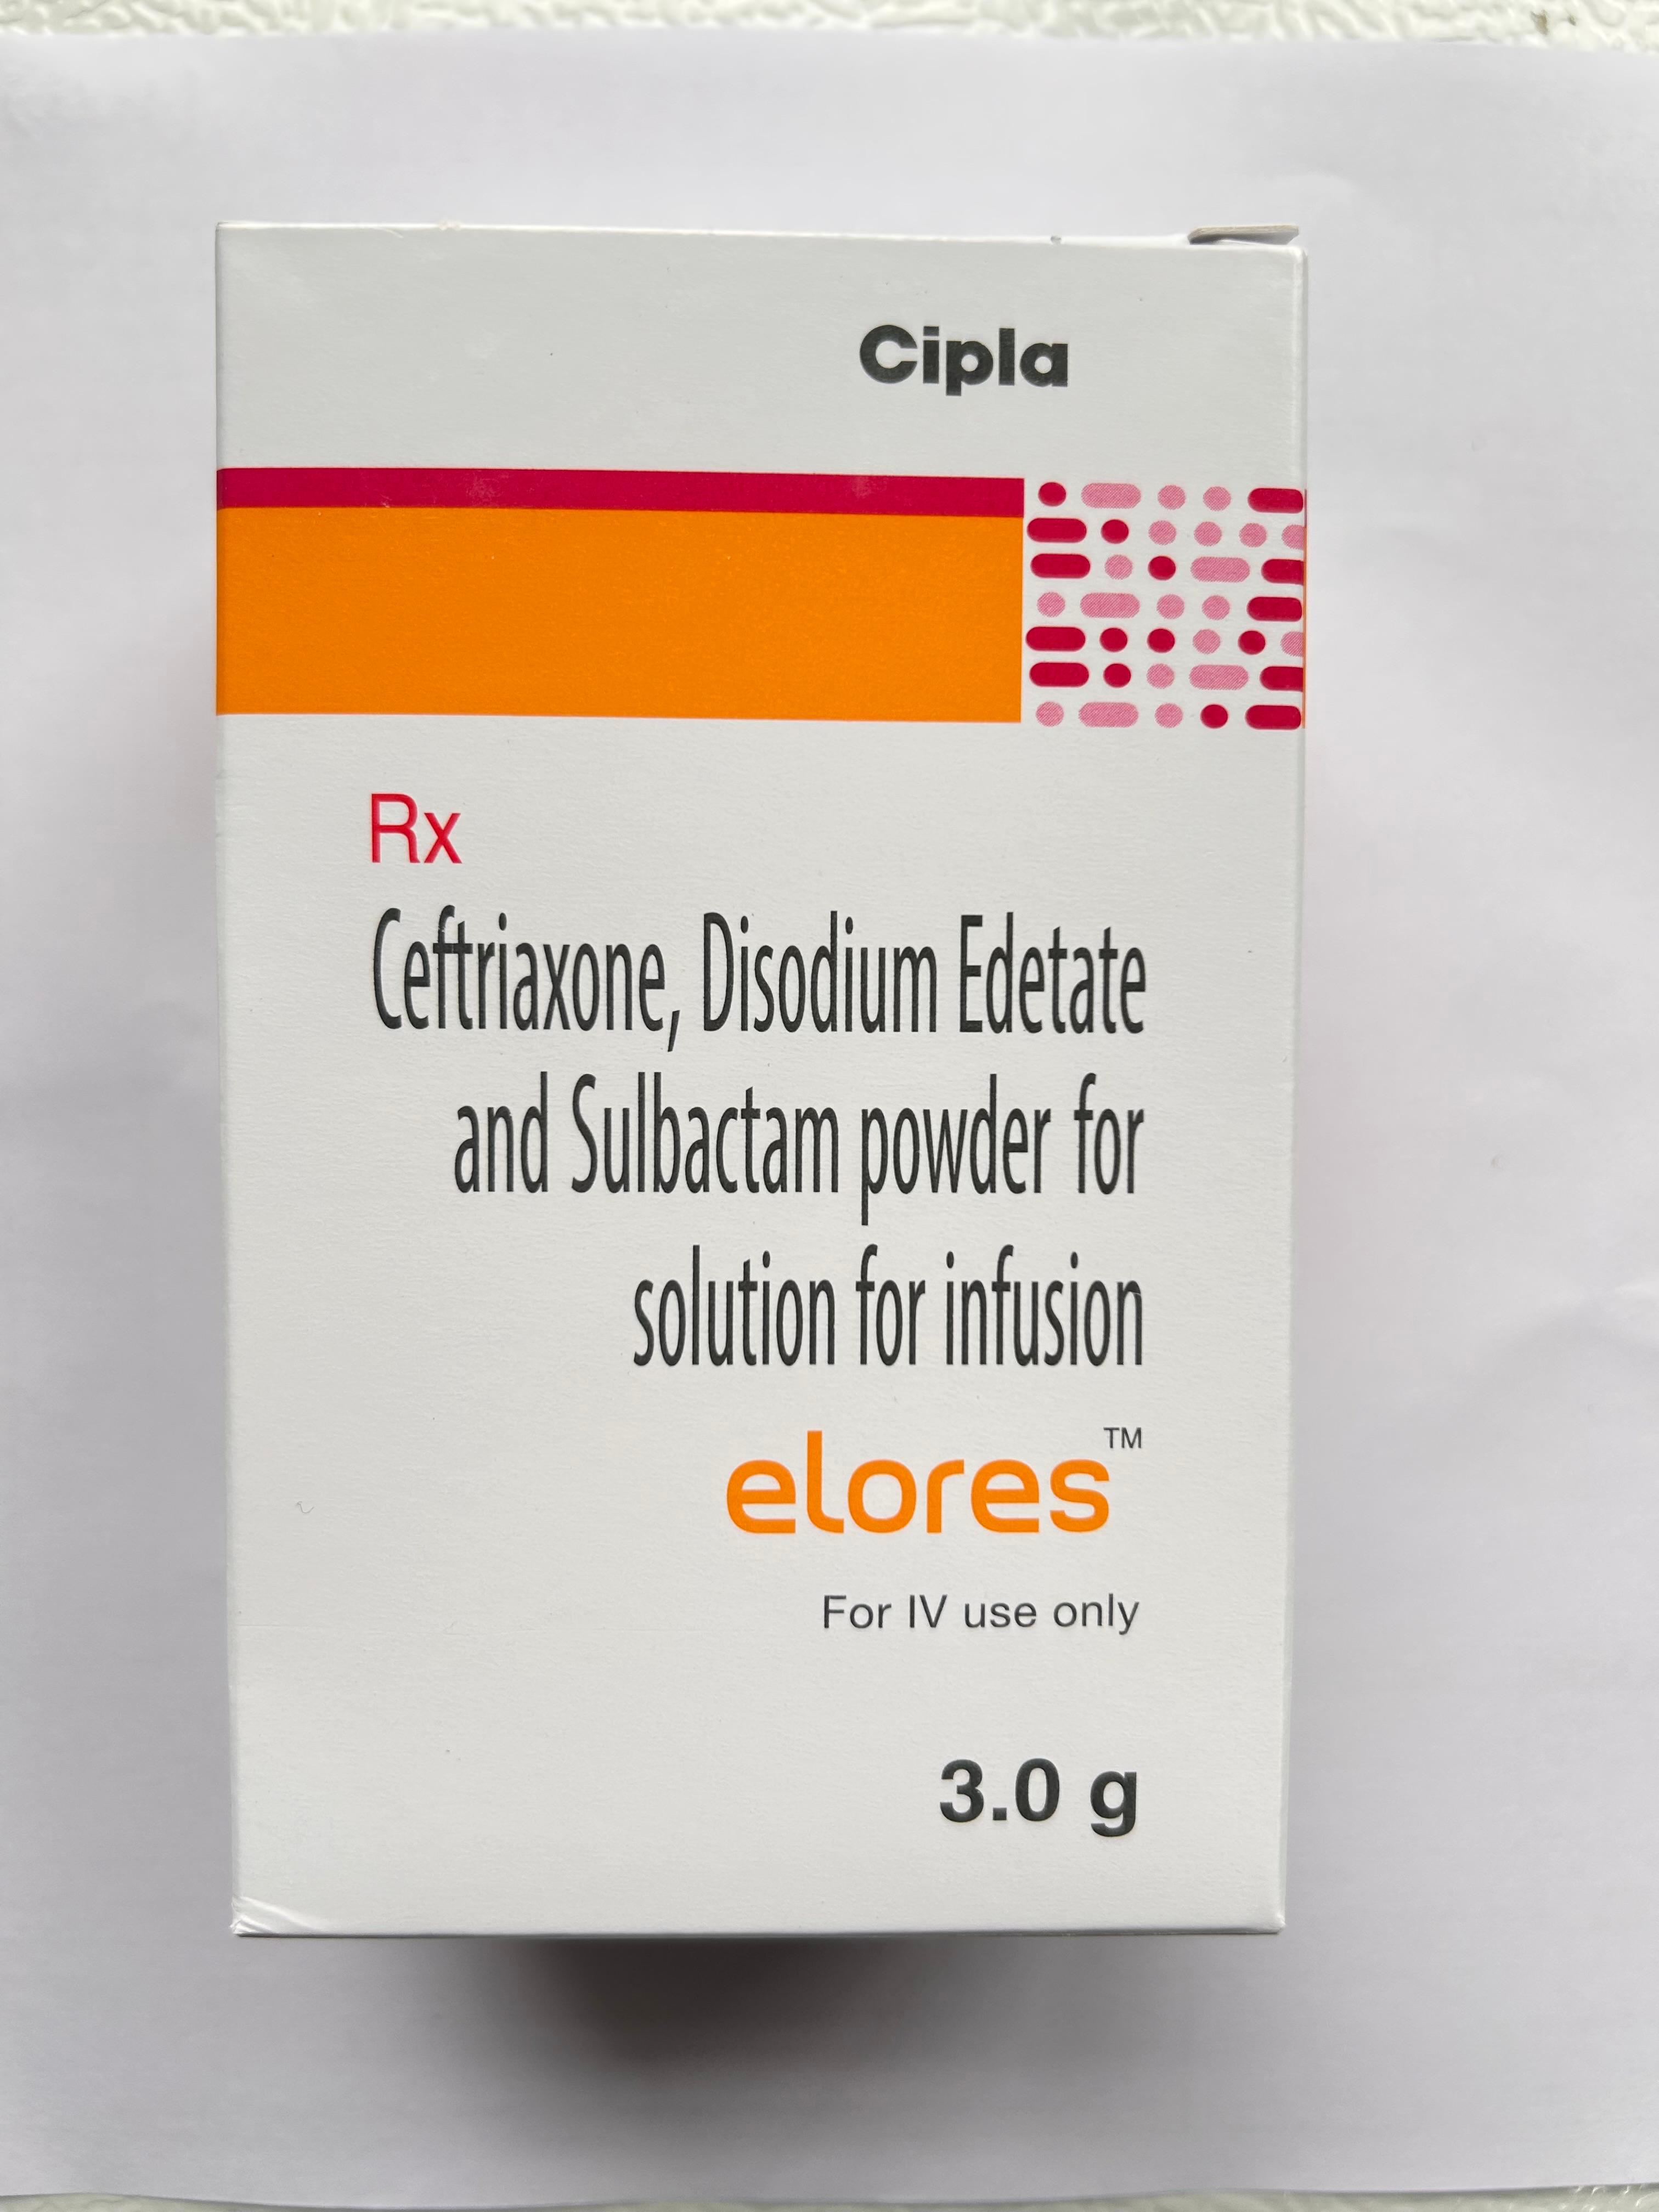 Cipla
Rx
Ceftriaxone, Disodium Edetate
and Sulbactam powder for
solution for infusion
elores™
For IV use only
3.0 g